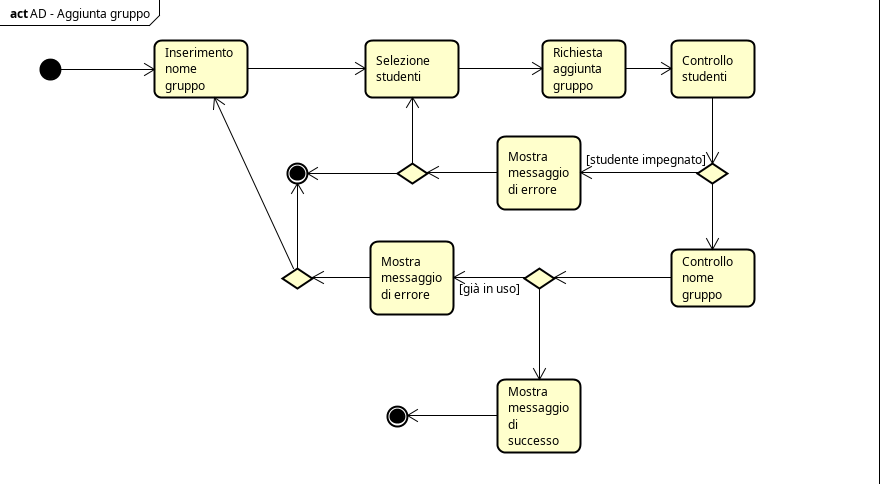 act AD - Aggiunta gruppo
Inserimento
nome
gruppo
Selezione
studenti
Richiesta
aggiunta
gruppo
Controllo
studenti
Mostra
messaggio
di errore
[studente impegnato]
Mostra
messaggio
di errore
[già in uso]
Controllo
nome
gruppo
Mostra
messaggio
di
successo